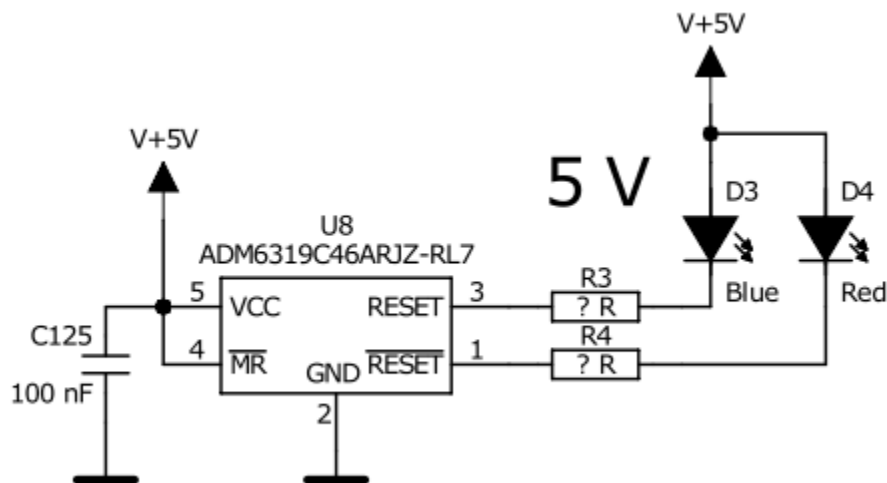 V+5V
V+5V
5 V
D3
D4
U8
ADM6319C46ARJZ-RL7
5
VCC
RESET
3
R3
? R
Blue
Red
C125
100 nF
4
MR
GND
RESET
1
R4
? R
2